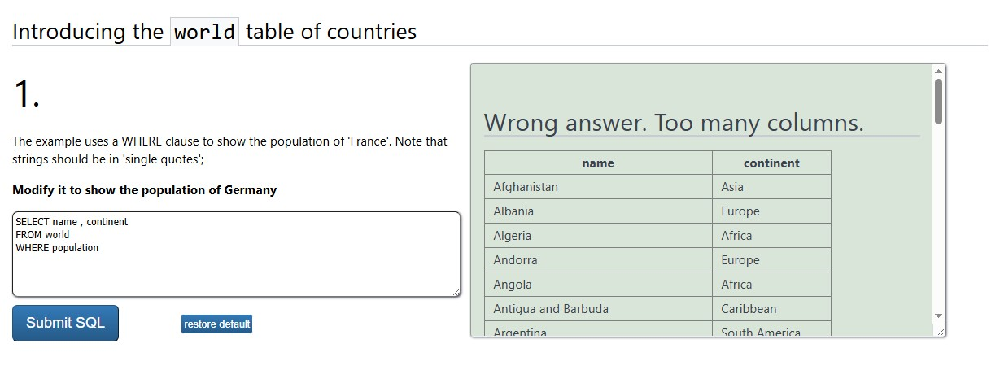 Introducing the world table of countries
1.
The example uses a WHERE clause to show the population of 'France'. Note that
strings should be in 'single quotes';
Modify it to show the population of Germany
SELECT name , continent
FROM world
WHERE population
Submit SQL
restore default
Wrong answer. Too many columns.
name continent
Afghanistan Asia
Albania Europe
Algeria Africa
Andorra Europe
Angola Africa
Antigua and Barbuda Caribbean
Argentina South America